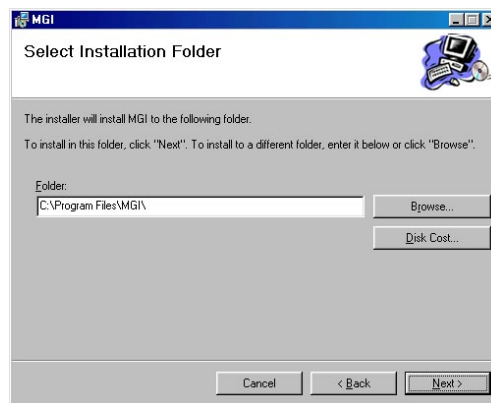 MGI
Select Installation Folder
The installer will install MGI to the following folder.
To install in this folder, click "Next". To install to a different folder, enter it below or click "Browse".
Folder:
C:\Program Files\MGI\
Browse...
Disk Cost...
Cancel
< Back
Next >